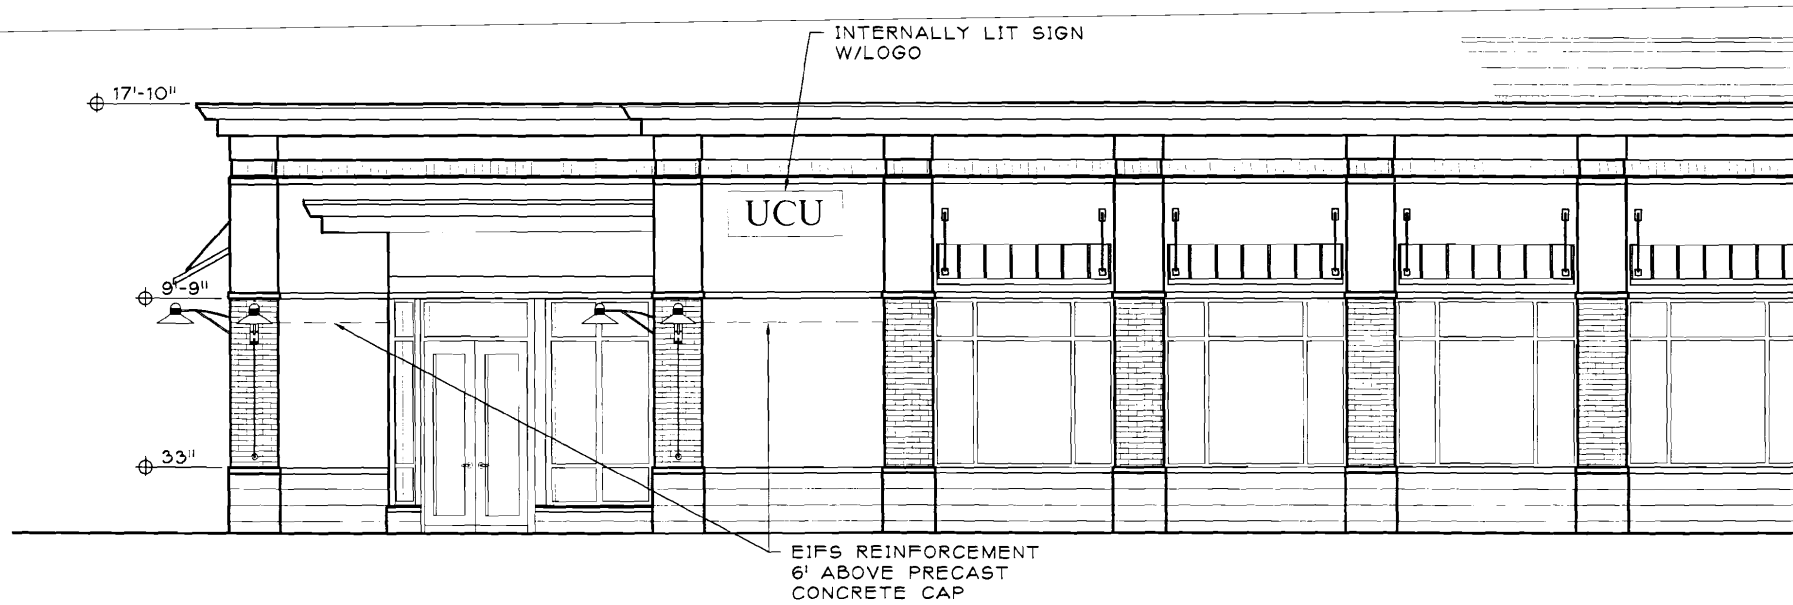 INTERNALLY LIT SIGN
W/LOGO
17'-10"
UCU
9'-9"
33"
EIFS REINFORCEMENT
6' ABOVE PRECAST
CONCRETE CAP